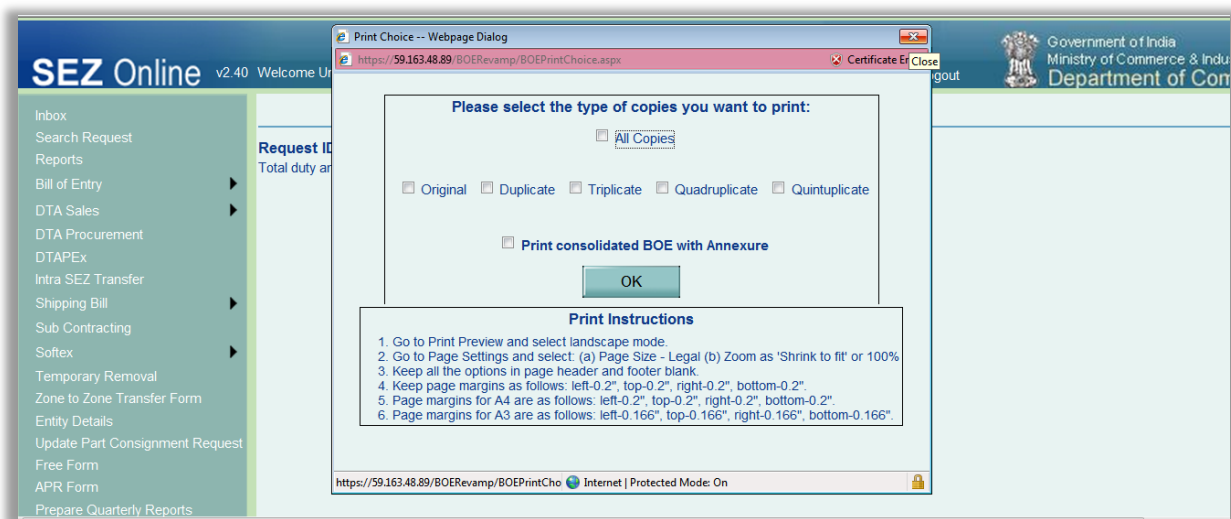 Print Choice -- Webpage Dialog
https://59.163.48.89/BOERevamp/BOEPrintChoice.aspx
Certificate Er
Close
SEZ Online v2.40
Welcome Ur
ogout
Government of India
Ministry of Commerce & Indu
Department of Com
Inbox
Search Request
Reports
Bill of Entry
DTA Sales
DTA Procurement
DTAPEx
Intra SEZ Transfer
Shipping Bill
Sub Contracting
Softex
Temporary Removal
Zone to Zone Transfer Form
Entity Details
Update Part Consignment Request
Free Form
APR Form
Prepare Quarterly Reports
Request ID
Total duty an
Please select the type of copies you want to print:
All Copies
Original Duplicate Triplicate Quadruplicate Quintuplicate
Print consolidated BOE with Annexure
OK
Print Instructions
1. Go to Print Preview and select landscape mode.
2. Go to Page Settings and select: (a) Page Size - Legal (b) Zoom as 'Shrink to fit' or 100%
3. Keep all the options in page header and footer blank.
4. Keep page margins as follows: left-0.2", top-0.2", right-0.2", bottom-0.2".
5. Page margins for A4 are as follows: left-0.2", top-0.2", right-0.2", bottom-0.2".
6. Page margins for A3 are as follows: left-0.166", top-0.166", right-0.166", bottom-0.166".
https://59.163.48.89/BOERevamp/BOEPrintCho
Internet | Protected Mode: On